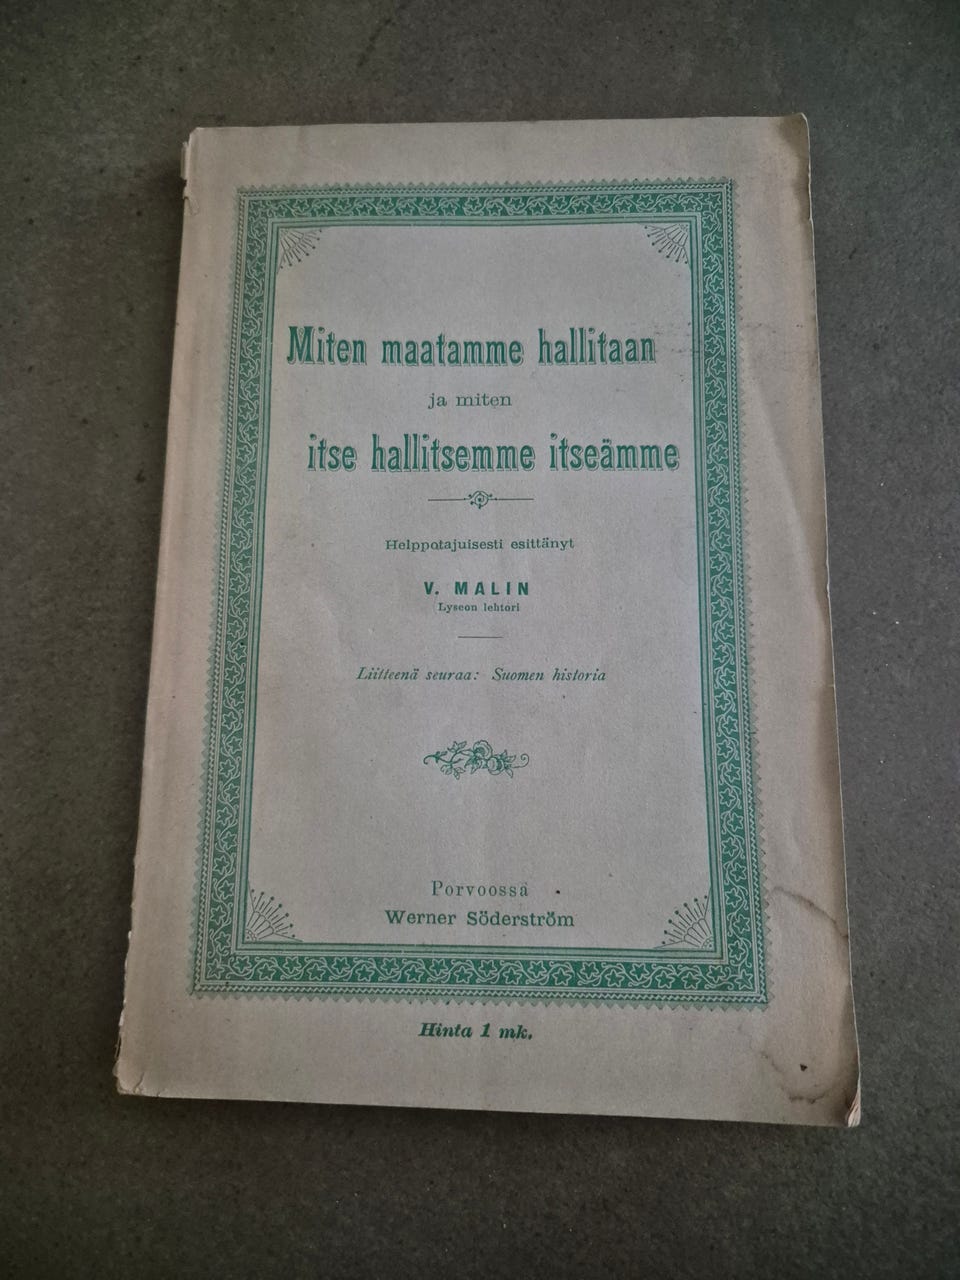 Miten maatamme hallitaan
ja miten
itse hallitsemme itseämme
Helppotajuisesti esittänyt
V. MALIN
Lyseon lehtori
Liitteenä seuraa: Suomen historia
Porvoossa
Werner Söderström
Hinta 1 mk.